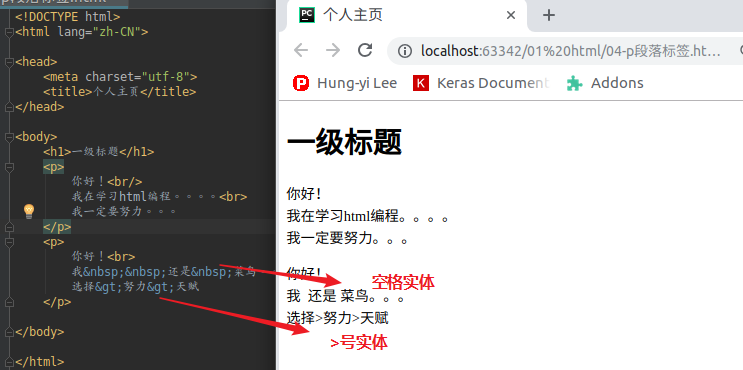 <!DOCTYPE html>
<html lang="zh-CN">
<head>
<meta charset="utf-8">
<title>个人主页</title>
</head>
<body>
<h1>一级标题</h1>
<p>
你好！<br/>
我在学习html编程。。。。<br>
我一定要努力。。。
</p>
<p>
你好！<br>
我&nbsp;&nbsp;还是&nbsp;菜鸟
选择&gt;努力&gt;天赋
</p>
</body>
</html>
PC 个人主页
localhost:63342/01%20html/04-p段落标签.ht...
P Hung-yi Lee K Keras Document Addons
一级标题
你好！
我在学习html编程。。。。
我一定要努力。。。
你好！
空格实体
我 还是 菜鸟。。。
选择>努力>天赋
>号实体